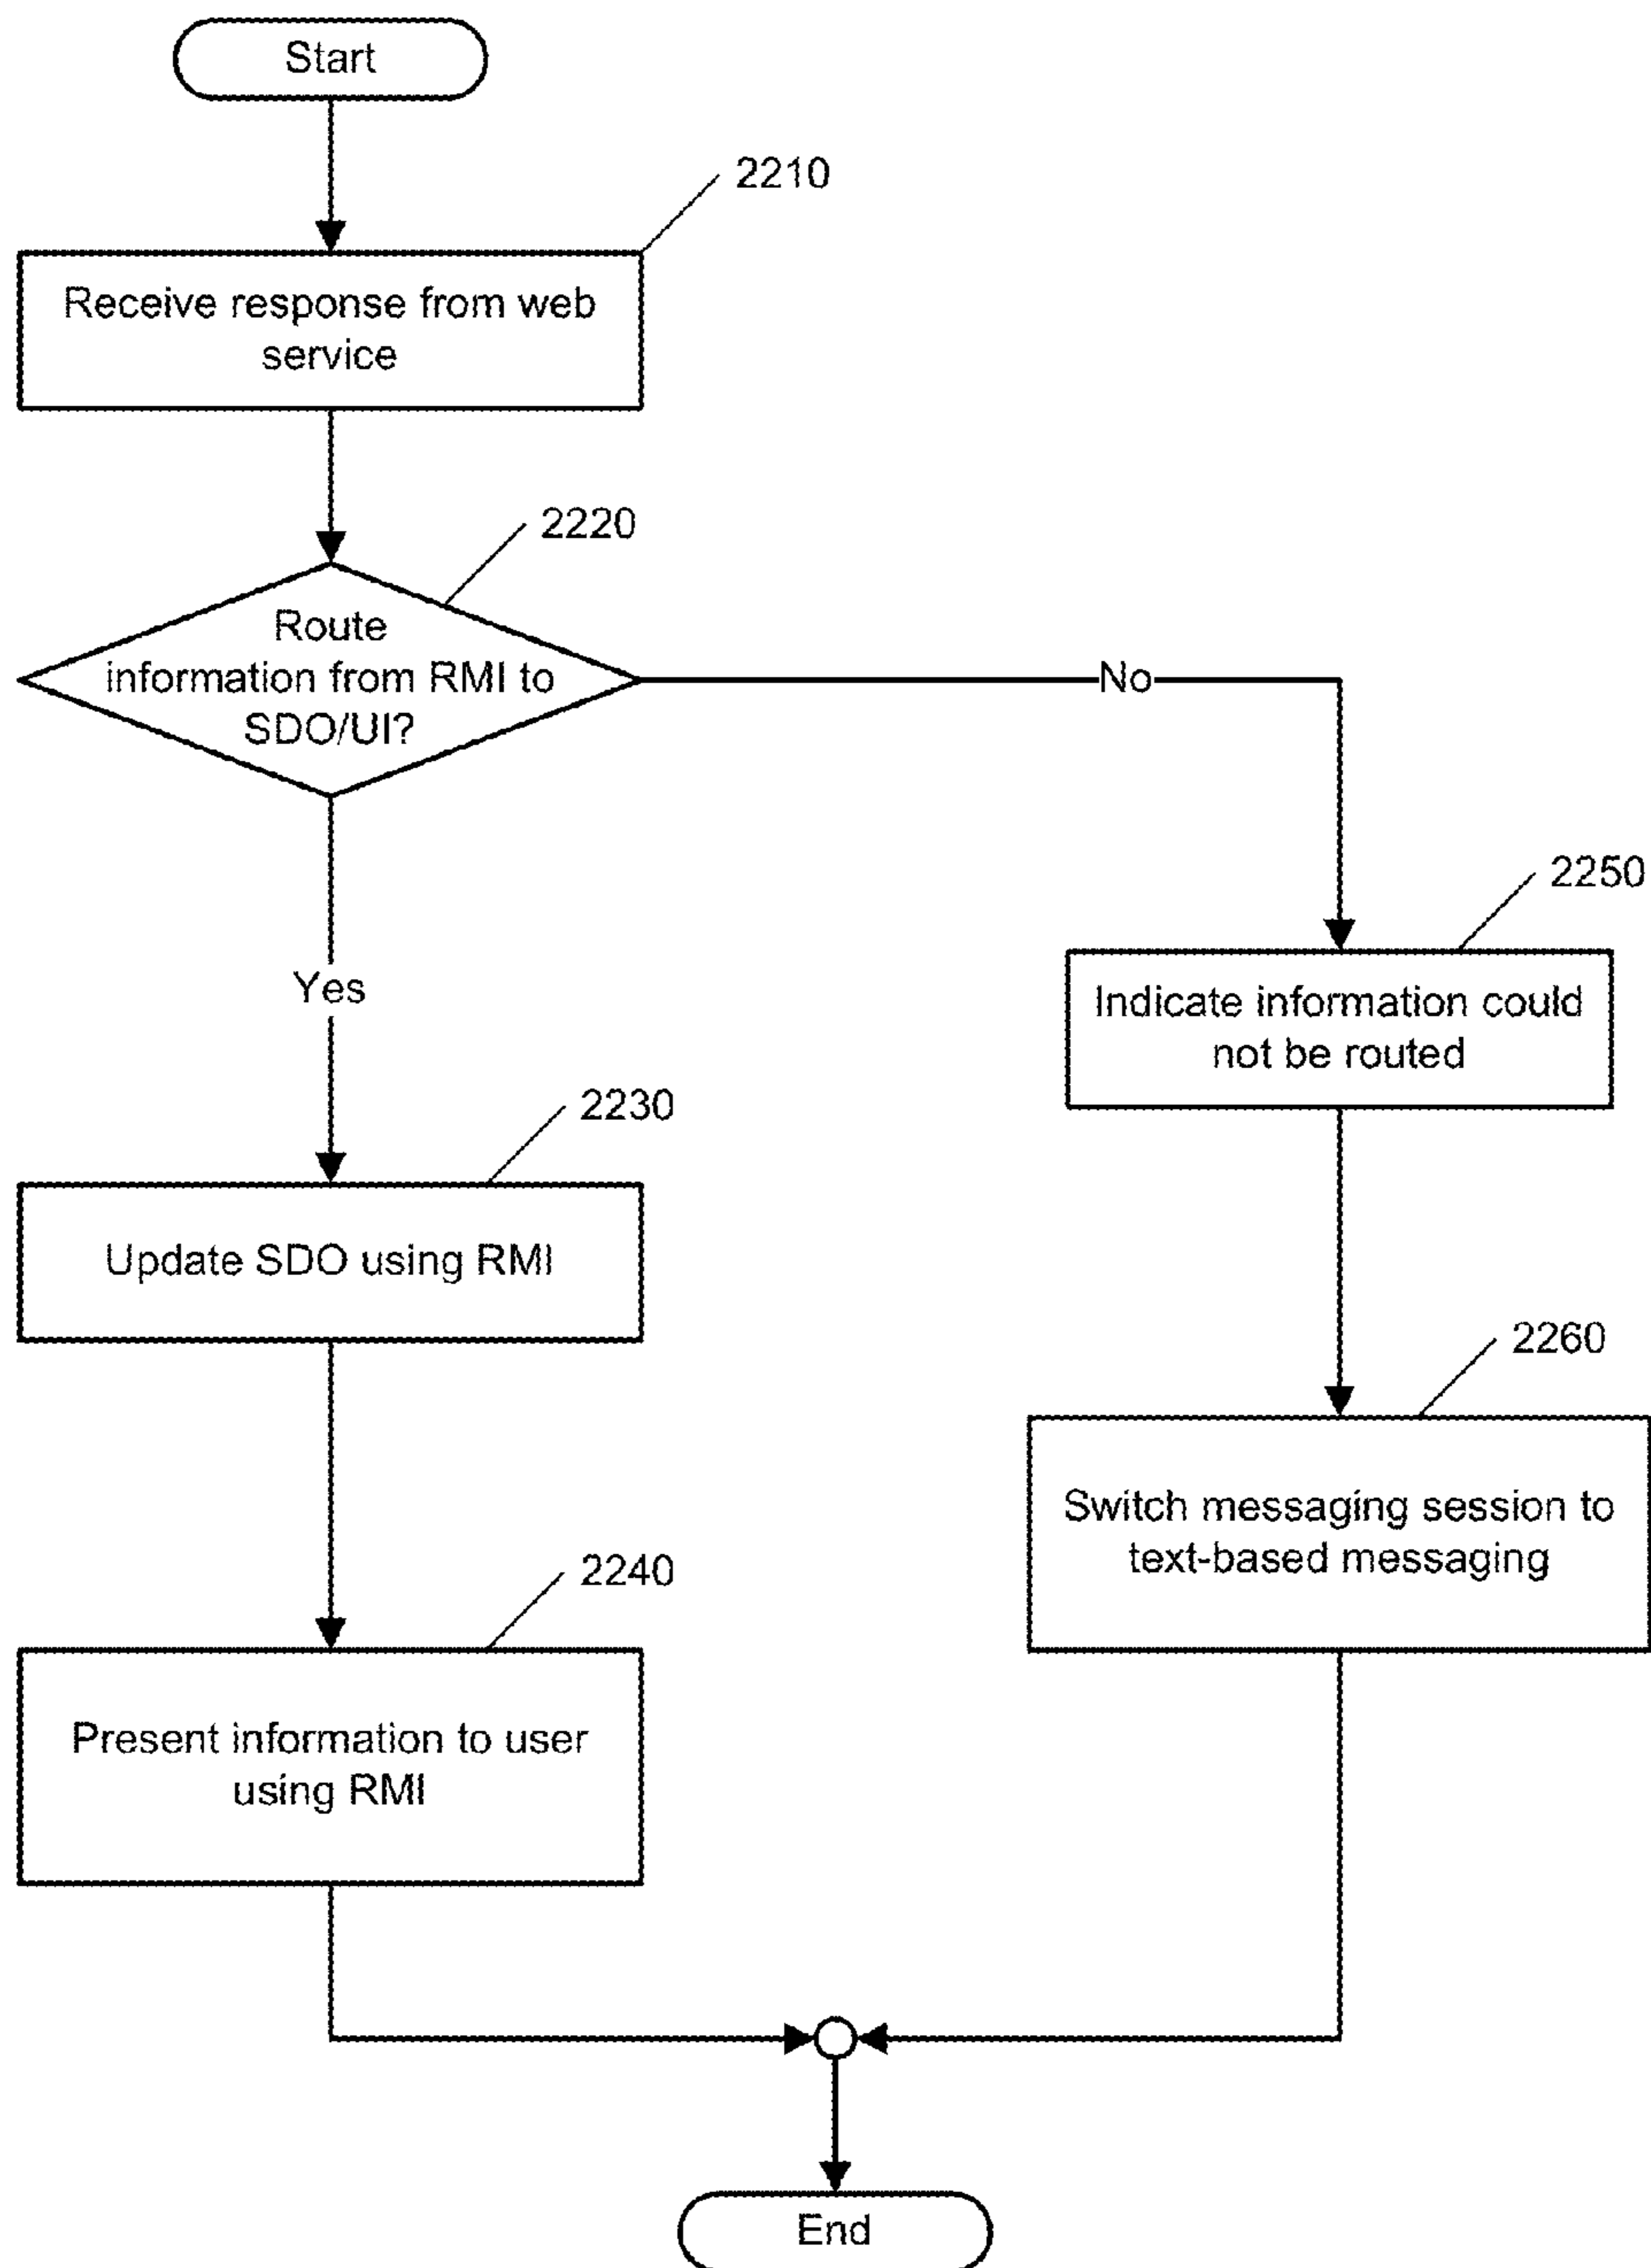 Start
2210
Receive response from web
service
2220
Route
information from RMI to
SDO/UI?
No
Yes
2250
Indicate information could
not be routed
2230
Update SDO using RMI
2260
Switch messaging session to
text-based messaging
2240
Present information to user
using RMI
End